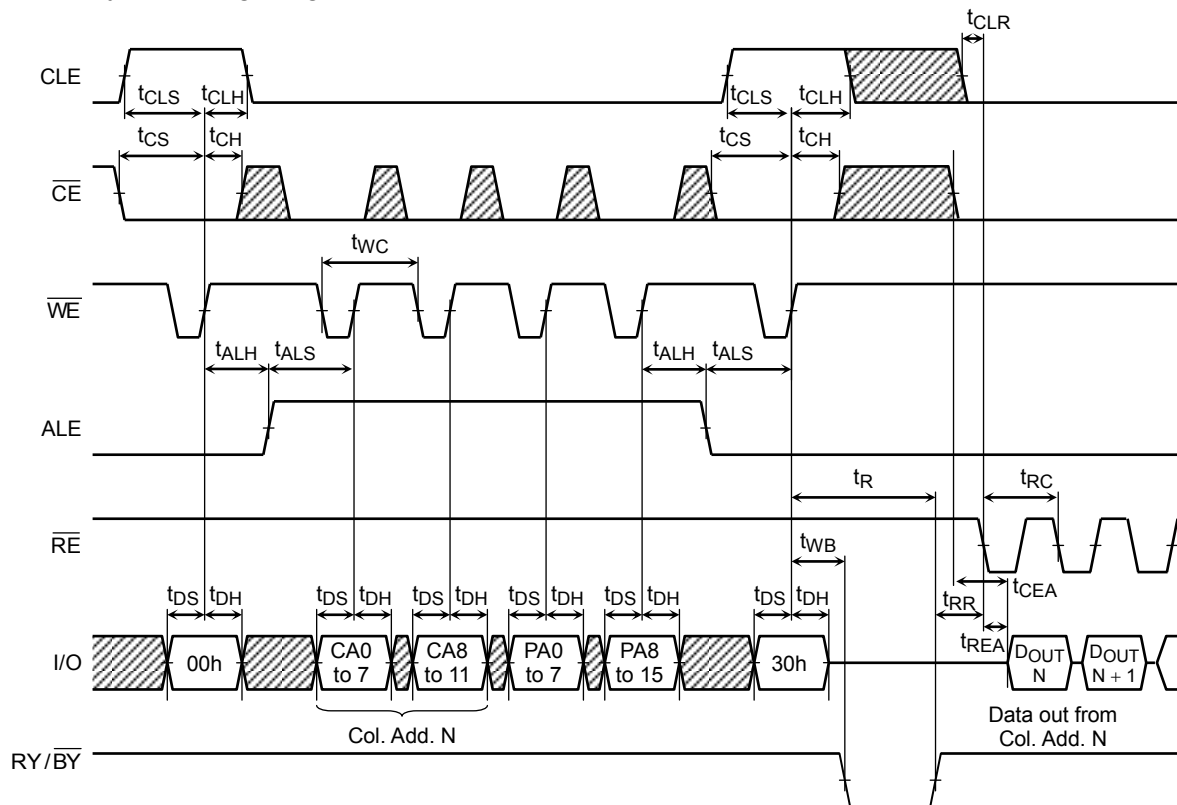 tCLR
CLE
tCLS tCLH tCLS tCLH
tCS tCH tCS tCH
CE
tWC
WE
tALH tALS tALH tALS
ALE
tR tRC
RE
tWB
tDS tDH tDS tDH tDS tDH tDS tDH tDS tDH tDS tDH tRR tCEA
tREA
I/O 00h CA0 to 7 CA8 to 11 PA0 to 7 PA8 to 15 30h DOUT N DOUT N + 1
Col. Add. N
Data out from
Col. Add. N
RY/BY